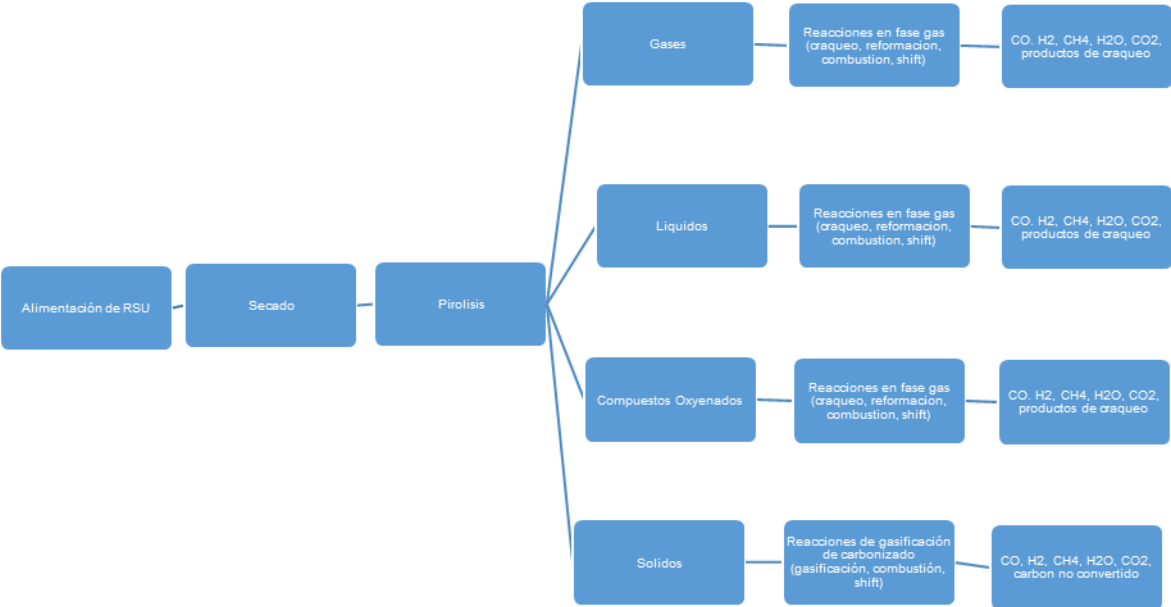 Alimentación de RSU
Secado
Pirolisis
Gases
Reacciones en fase gas
(craqueo, reformacion,
combustion, shift)
CO. H2, CH4, H2O, CO2,
productos de craqueo
Liquidos
Reacciones en fase gas
(craqueo, reformacion,
combustion, shift)
CO. H2, CH4, H2O, CO2,
productos de craqueo
Compuestos Oxyenados
Reacciones en fase gas
(craqueo, reformacion,
combustion, shift)
CO. H2, CH4, H2O, CO2,
productos de craqueo
Solidos
Reacciones de gasificación
de carbonizado
(gasificación, combustión,
shift)
CO, H2, CH4, H2O, CO2,
carbon no convertido